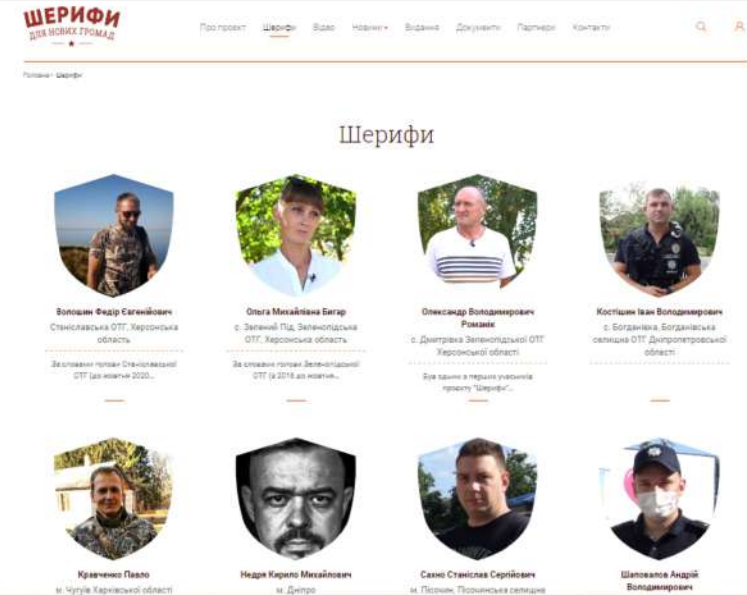 ШЕРИФИ
ДЛЯ НОВИХ ГРОМАД
Про проект Шерифи Відео Новини Видання Документи Партнери Контакти
Головна› Шерифи
Шерифи
Волошин Федір Євгенійович
Станіславська ОТГ, Херсонська
область
За словами голови Станіславської
ОТГ (до жовтня 2020...
Ольга Михайлівна Бигар
с. Зелений Під, Зеленопідська
ОТГ, Херсонська область
За словами голови Зеленопідської
ОТГ (з 2016 до жовтня...
Олександр Володимирович
Романік
с. Дмитрівка Зеленопідської ОТГ
Херсонської області
Був одним з перших учасників
проекту "Шерифи"...
Костішин Іван Володимирович
с. Богданівка, Богданівська
селищна ОТГ Дніпропетровської
області
Кравченко Павло
м. Чугуїв Харківської області
Недря Кирило Михайлович
м. Дніпро
Сахно Станіслав Сергійович
м. Пісочин, Пісочинська селищна
Шаповалов Андрій
Володимирович